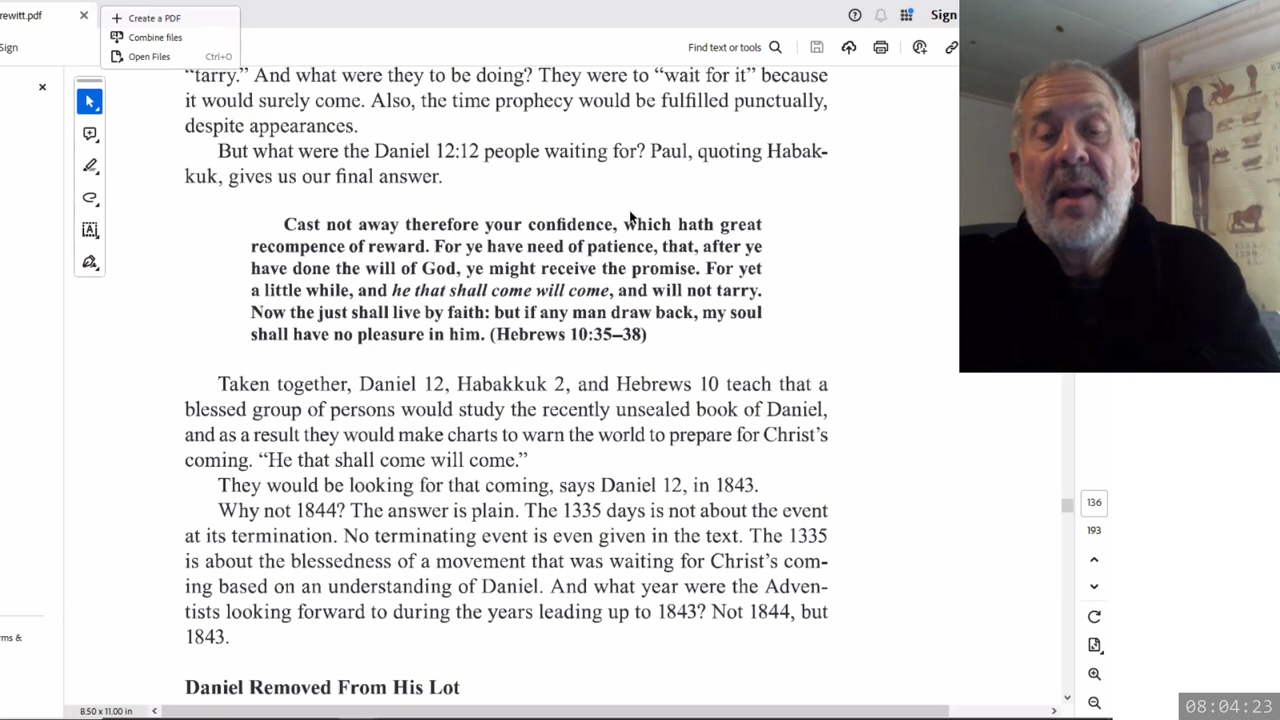 rewitt.pdf
Create a PDF
Combine files
Open Files Ctrl+O
Sign
Sign
Find text or tools
“tarry.” And what were they to be doing? They were to “wait for it” because
it would surely come. Also, the time prophecy would be fulfilled punctually,
despite appearances.
But what were the Daniel 12:12 people waiting for? Paul, quoting Habak-
kuk, gives us our final answer.
Cast not away therefore your confidence, which hath great
recompence of reward. For ye have need of patience, that, after ye
have done the will of God, ye might receive the promise. For yet
a little while, and he that shall come will come, and will not tarry.
Now the just shall live by faith: but if any man draw back, my soul
shall have no pleasure in him. (Hebrews 10:35–38)
Taken together, Daniel 12, Habakkuk 2, and Hebrews 10 teach that a
blessed group of persons would study the recently unsealed book of Daniel,
and as a result they would make charts to warn the world to prepare for Christ’s
coming. “He that shall come will come.”
They would be looking for that coming, says Daniel 12, in 1843.
Why not 1844? The answer is plain. The 1335 days is not about the event
at its termination. No terminating event is even given in the text. The 1335
is about the blessedness of a movement that was waiting for Christ’s com-
ing based on an understanding of Daniel. And what year were the Adven-
tists looking forward to during the years leading up to 1843? Not 1844, but
1843.
Daniel Removed From His Lot
136
193
rms &
8.50 x 11.00 in
08:04:23